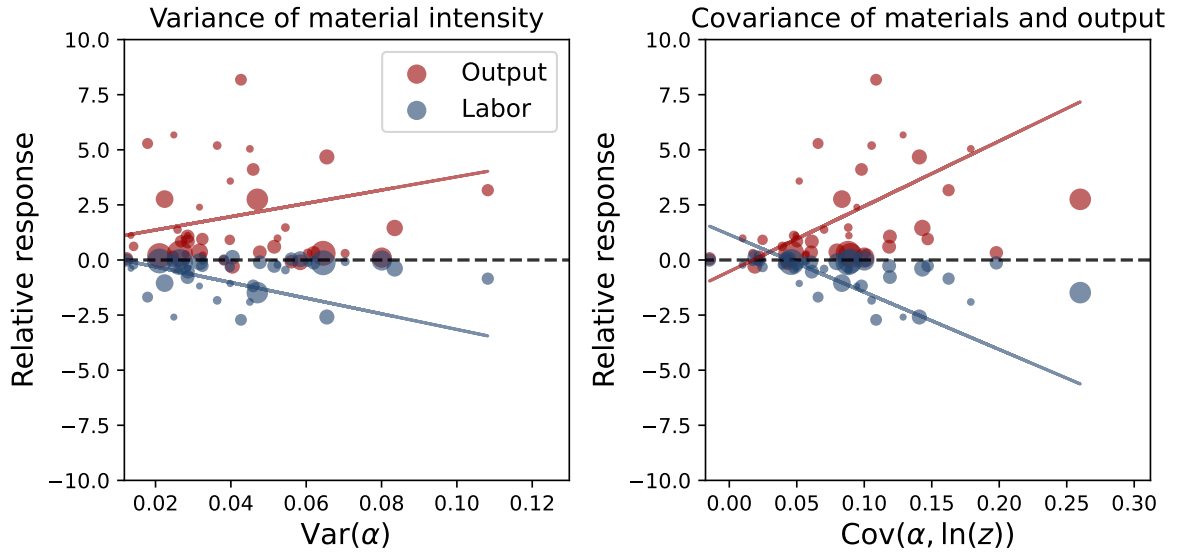 Variance of material intensity
10.0
7.5
5.0
2.5
0.0
−2.5
−5.0
−7.5
−10.0
Relative response
Output
Labor
0.02 0.04 0.06 0.08 0.10 0.12
Var(α)
Covariance of materials and output
10.0
7.5
5.0
2.5
0.0
−2.5
−5.0
−7.5
−10.0
Relative response
0.00 0.05 0.10 0.15 0.20 0.25 0.30
Cov(α, ln(z))